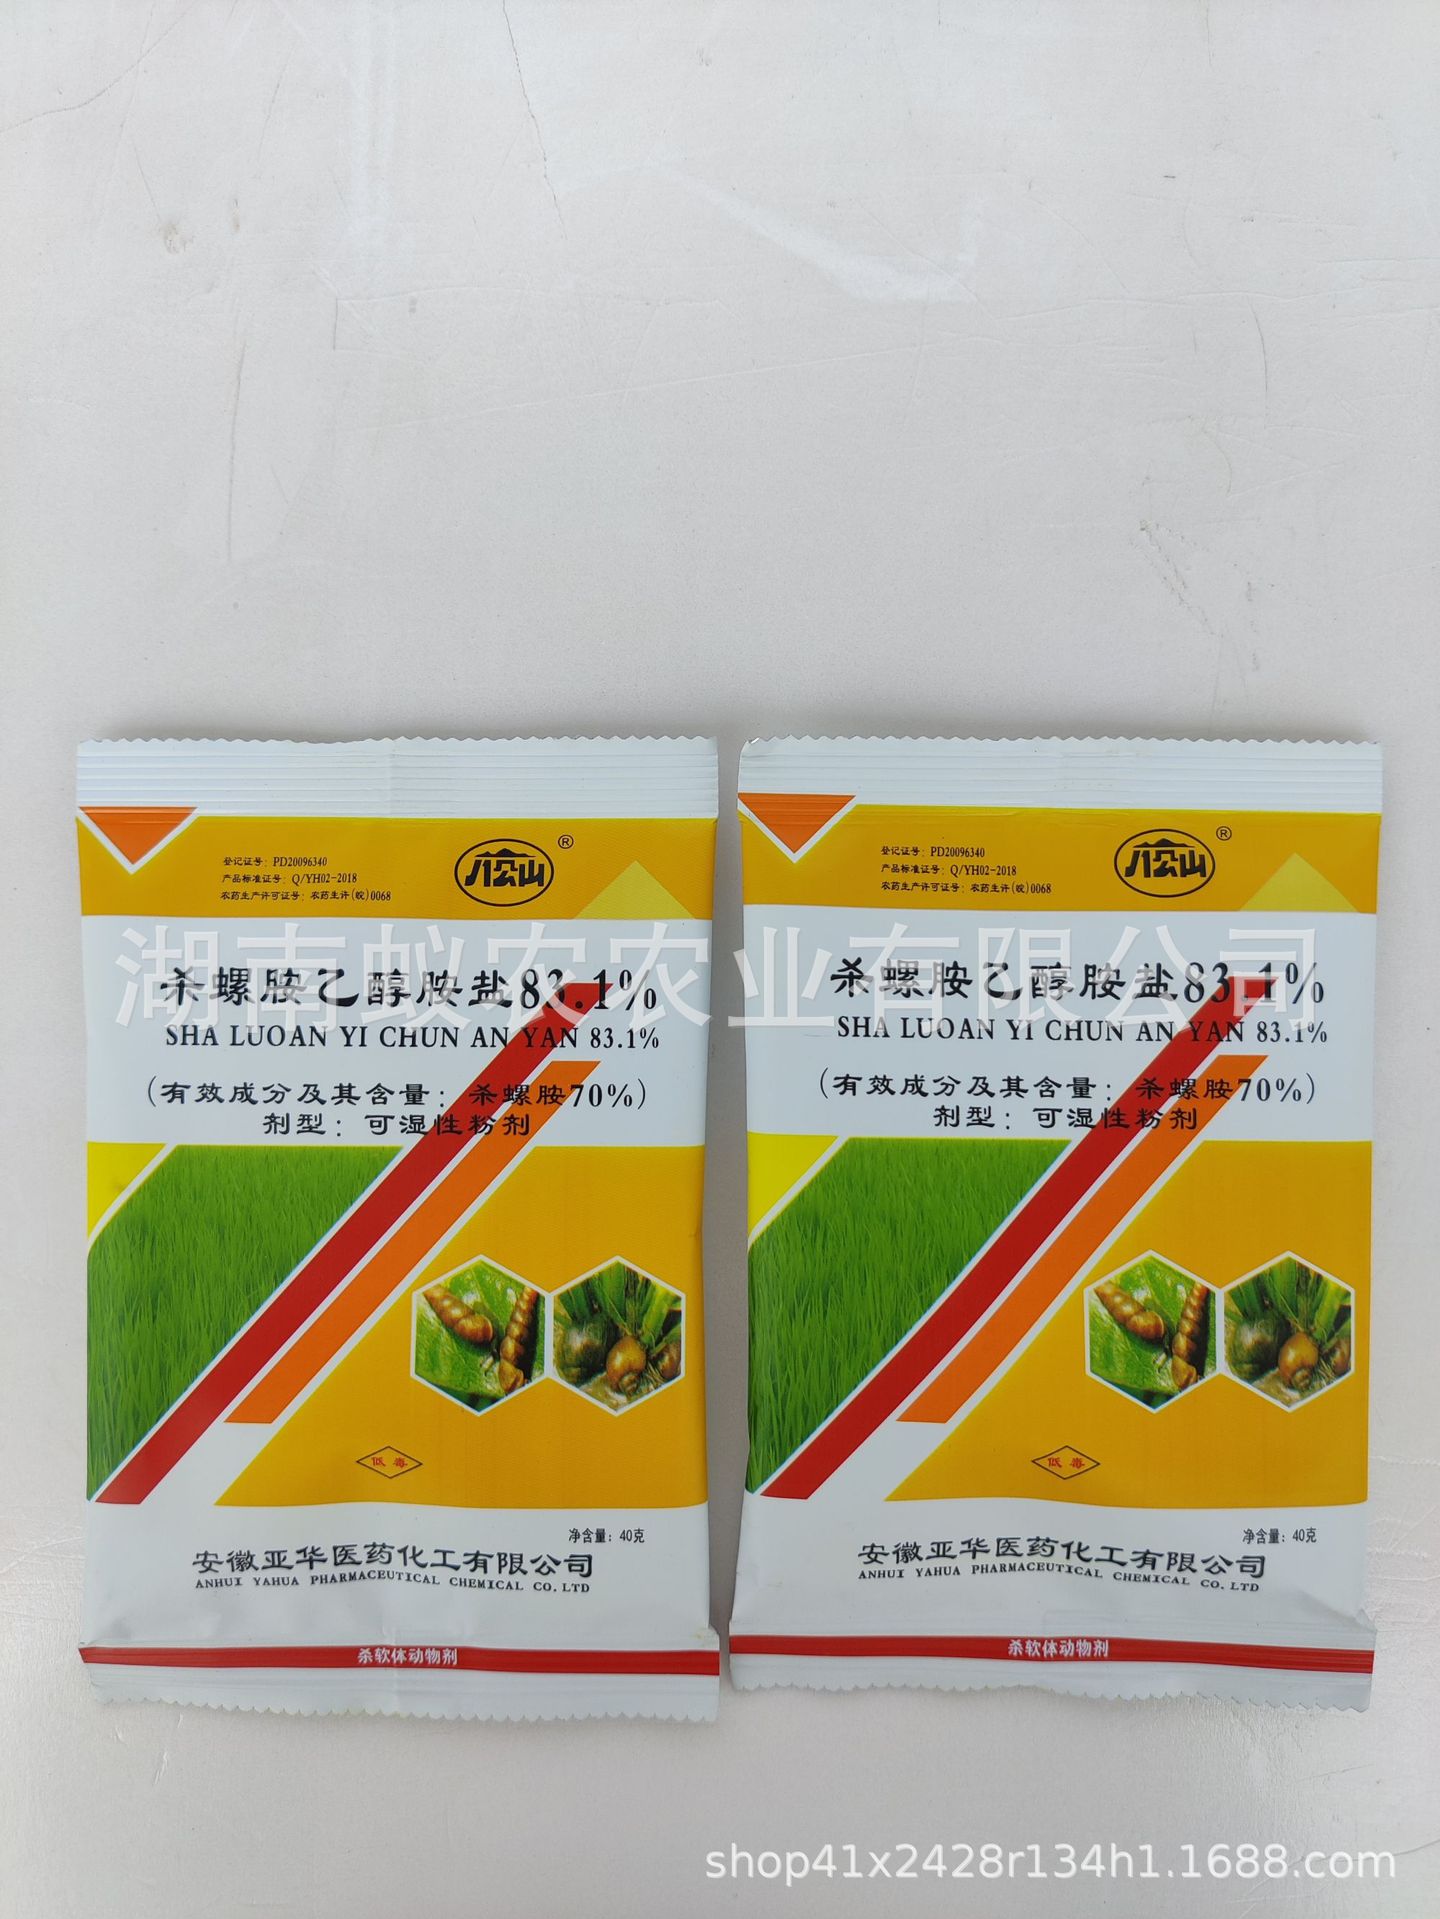 登记证号：PD20096340
产品标准证号：Q/YH02-2018
农药生产许可证号：农药生许(皖)0068
八公山®
杀螺胺乙醇胺盐83.1%
SHA LUOAN YI CHUN AN YAN 83.1%
(有效成分及其含量：杀螺胺70%)
剂型：可湿性粉剂
低毒
净含量：40克
安徽亚华医药化工有限公司
ANHUI YAHUA PHARMACEUTICAL CHEMICAL CO.LTD
杀软体动物剂
登记证号：PD20096340
产品标准证号：Q/YH02-2018
农药生产许可证号：农药生许(皖)0068
八公山®
杀螺胺乙醇胺盐83.1%
SHA LUOAN YI CHUN AN YAN 83.1%
(有效成分及其含量：杀螺胺70%)
剂型：可湿性粉剂
低毒
净含量：40克
安徽亚华医药化工有限公司
ANHUI YAHUA PHARMACEUTICAL CHEMICAL CO.LTD
杀软体动物剂
湖南蚁农农业有限公司
shop41x2428r134h1.1688.com